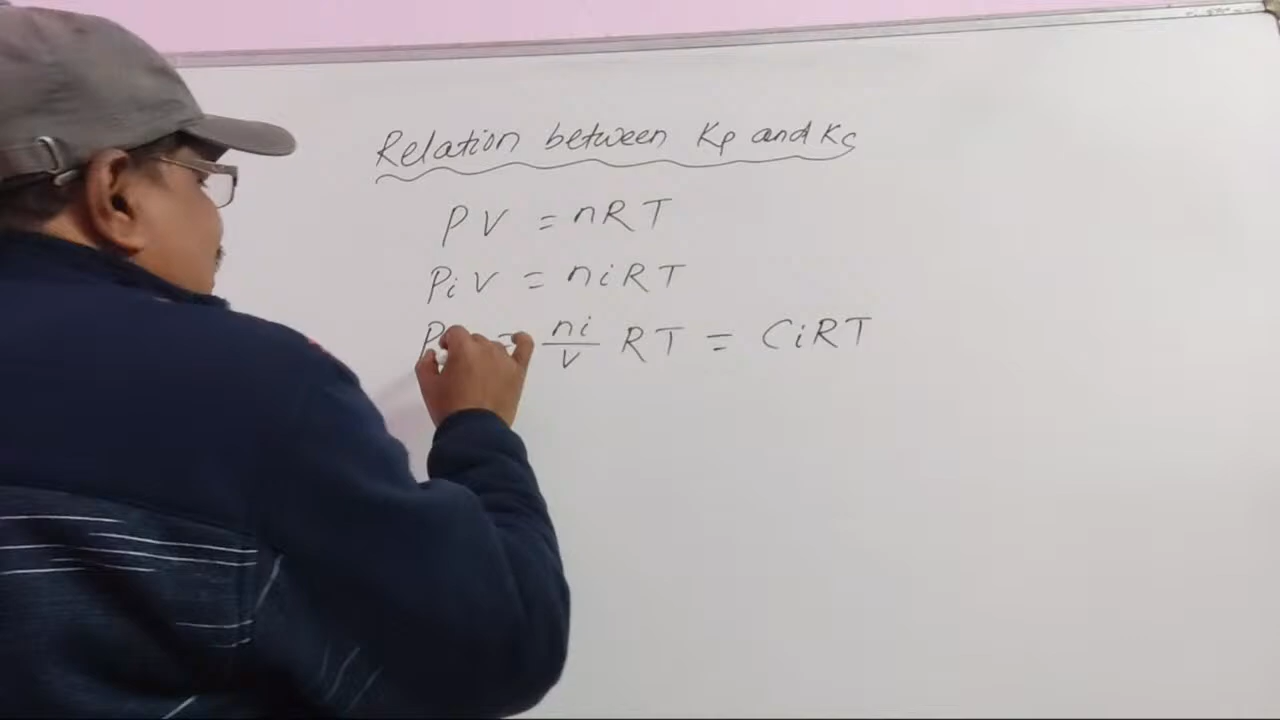 Relation between Kp and Kc
PV = nRT
PiV = niRT
P = ni/V RT = CiRT